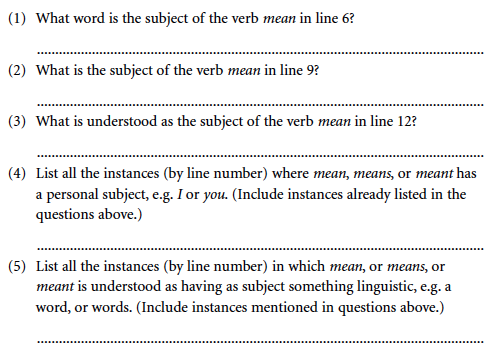 (1) What word is the subject of the verb mean in line 6?
................................................................................................................
(2) What is the subject of the verb mean in line 9?
................................................................................................................
(3) What is understood as the subject of the verb mean in line 12?
................................................................................................................
(4) List all the instances (by line number) where mean, means, or meant has
a personal subject, e.g. I or you. (Include instances already listed in the
questions above.)
................................................................................................................
(5) List all the instances (by line number) in which mean, or means, or
meant is understood as having as subject something linguistic, e.g. a
word, or words. (Include instances mentioned in questions above.)
................................................................................................................